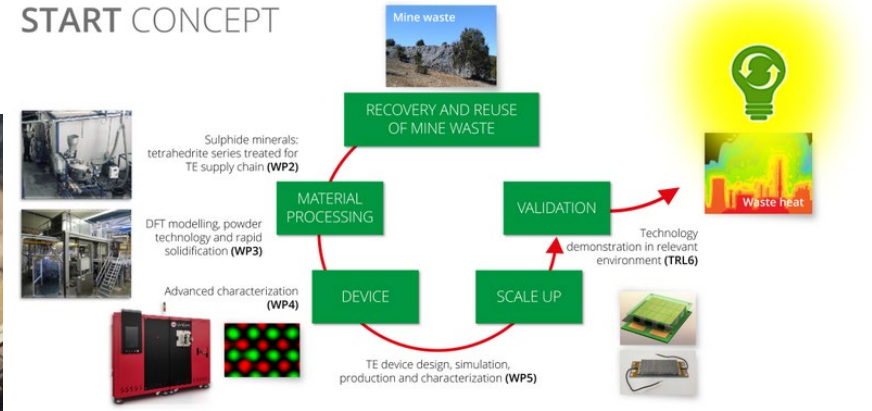 START CONCEPT
Mine waste
RECOVERY AND REUSE
OF MINE WASTE
Sulphide minerals:
tetrahedrite series treated for
TE supply chain (WP2)
MATERIAL
PROCESSING
DFT modelling, powder
technology and rapid
solidification (WP3)
Advanced characterization
(WP4)
DEVICE
TE device design, simulation,
production and characterization (WP5)
SCALE UP
VALIDATION
Technology
demonstration in relevant
environment (TRL6)
Waste heat